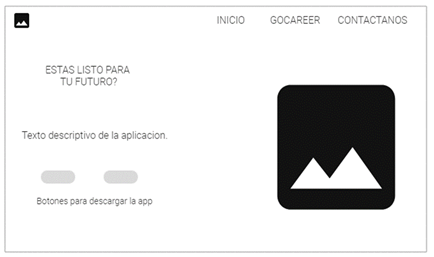 INICIO
GOCAREER
CONTACTANOS
ESTAS LISTO PARA
TU FUTURO?
Texto descriptivo de la aplicacion.
Botones para descargar la app